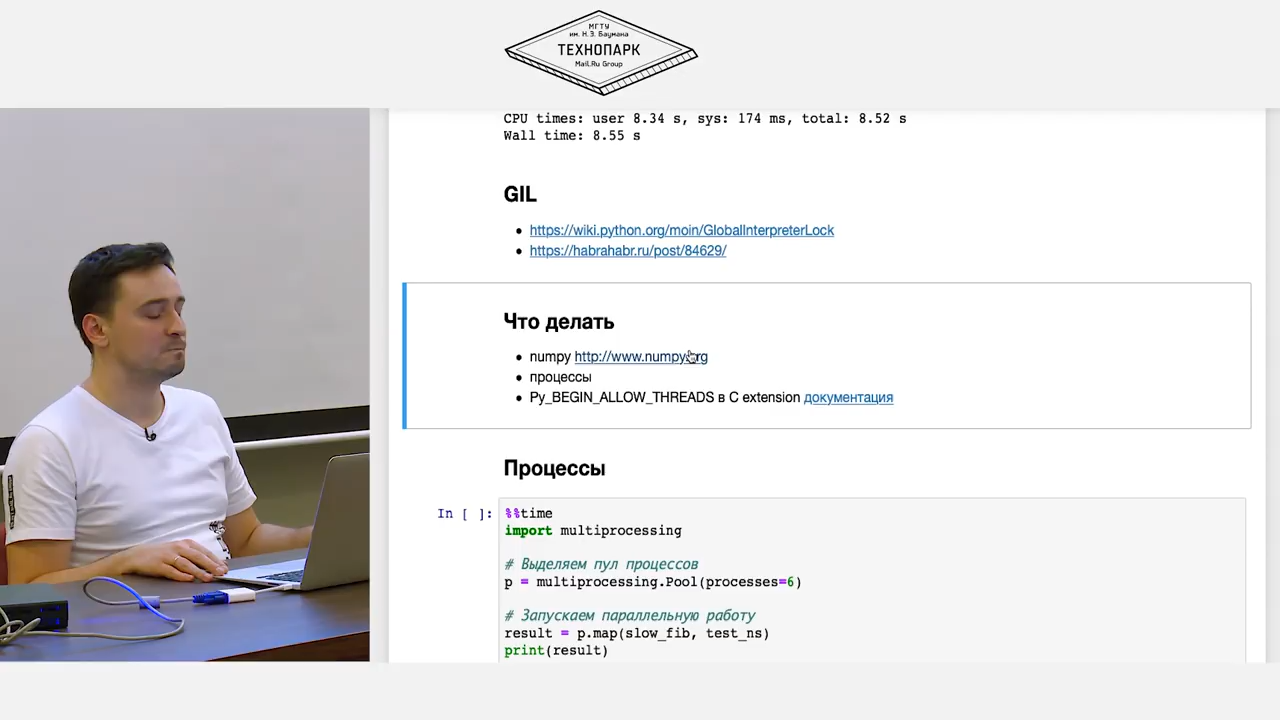 МГТУ
им. Н.Э. Баумана
ТЕХНОПАРК
Mail.Ru Group
CPU times: user 8.34 s, sys: 174 ms, total: 8.52 s
Wall time: 8.55 s
GIL
https://wiki.python.org/moin/GlobalInterpreterLock
https://habrahabr.ru/post/84629/
Что делать
numpy http://www.numpy.org
процессы
Py_BEGIN_ALLOW_THREADS в C extension документация
Процессы
In [ ]: %%time
import multiprocessing
# Выделяем пул процессов
p = multiprocessing.Pool(processes=6)
# Запускаем параллельную работу
result = p.map(slow_fib, test_ns)
print(result)